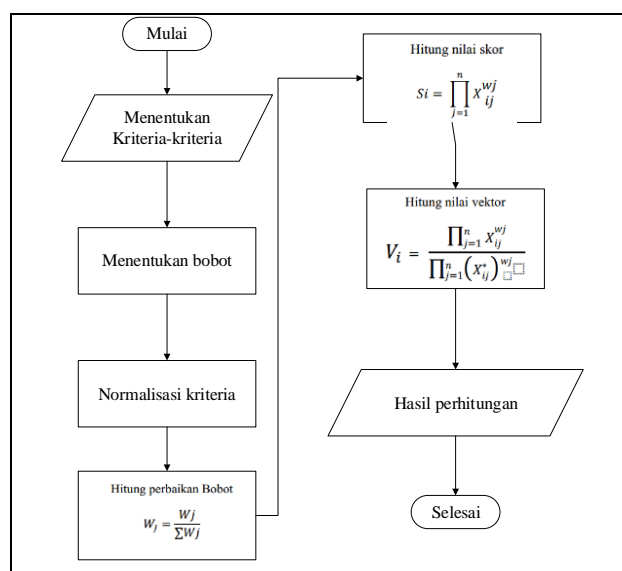 Mulai
Menentukan
Kriteria-kriteria
Menentukan bobot
Normalisasi kriteria
Hitung perbaikan Bobot
W_J = Wj / ∑Wj
Hitung nilai skor
Si = ∏_{j=1}^{n} X_{ij}^{wj}
Hitung nilai vektor
V_i = ∏_{j=1}^{n} X_{ij}^{wj} / ∏_{j=1}^{n} (X_{ij}^{*})_{□}^{wj} □
Hasil perhitungan
Selesai